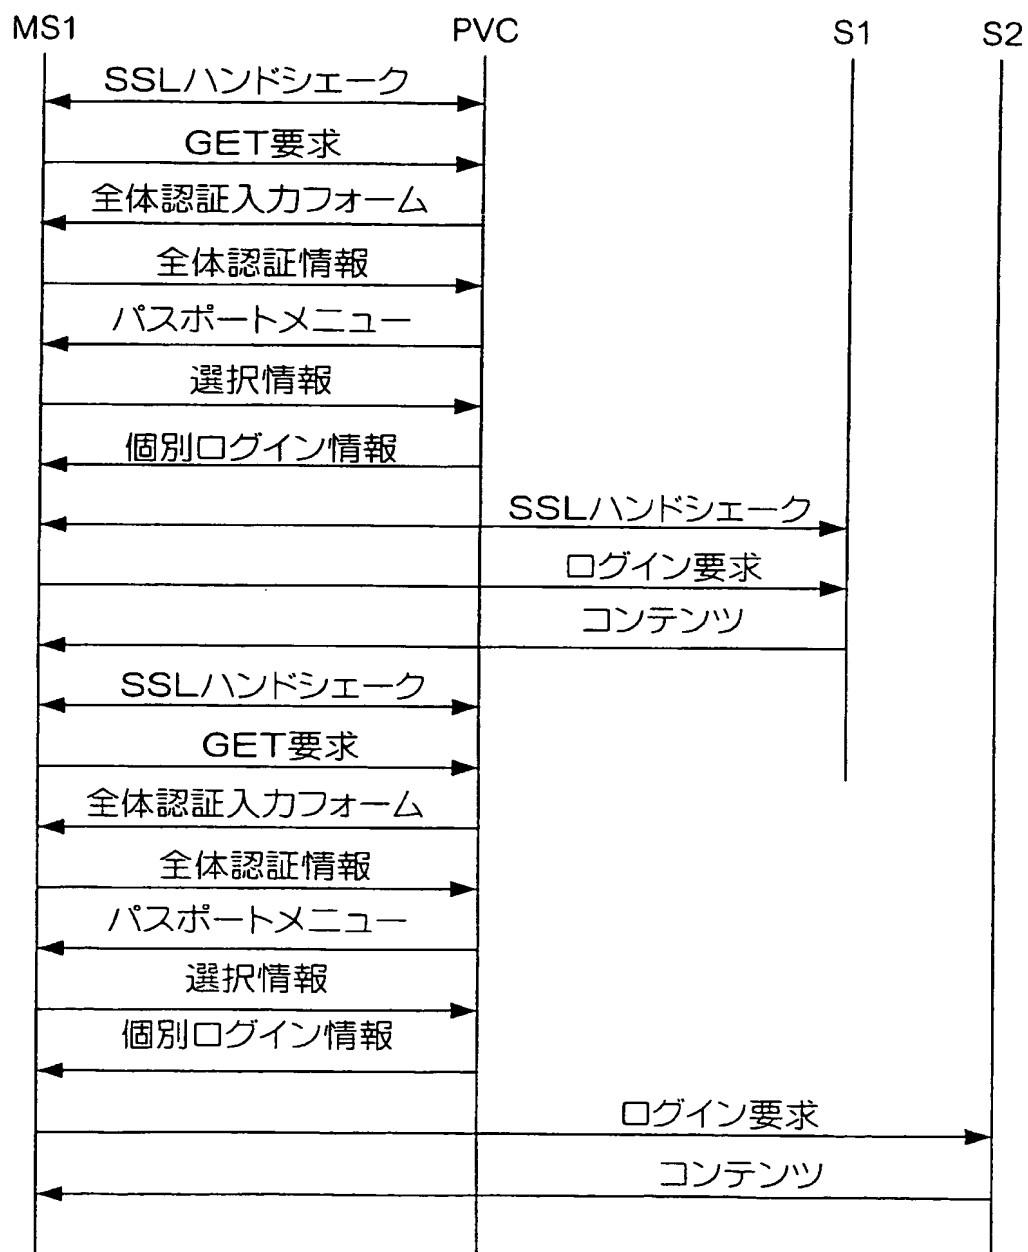 MS1 PVC S1 S2
SSLハンドシェーク
GET要求
全体認証入力フォーム
全体認証情報
パスポートメニュー
選択情報
個別ログイン情報
SSLハンドシェーク
ログイン要求
コンテンツ
SSLハンドシェーク
GET要求
全体認証入力フォーム
全体認証情報
パスポートメニュー
選択情報
個別ログイン情報
ログイン要求
コンテンツ